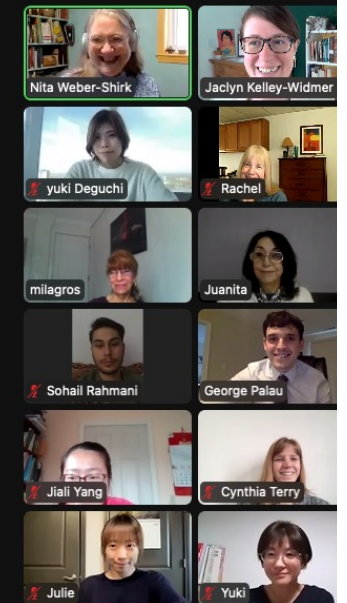 Nita Weber-Shirk
Jaclyn Kelley-Widmer
yuki Deguchi
Rachel
milagros
Juanita
Sohail Rahmani
George Palau
Jiali Yang
Cynthia Terry
Julie
Yuki